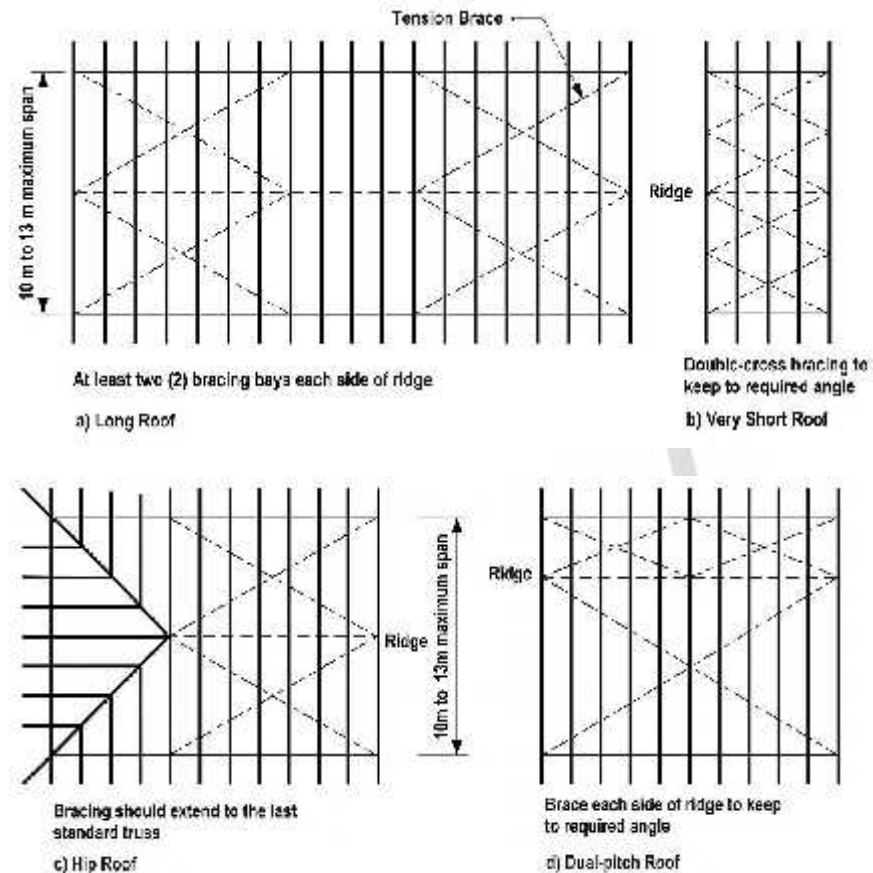 Tension Brace
10 m to 13 m maximum span
Ridge
At least two (2) bracing bays each side of ridge
a) Long Roof
Double-cross bracing to
keep to required angle
b) Very Short Roof
Ridge
10m to 13m maximum span
Ridge
Bracing should extend to the last
standard truss
c) Hip Roof
Brace each side of ridge to keep
to required angle
d) Dual-pitch Roof